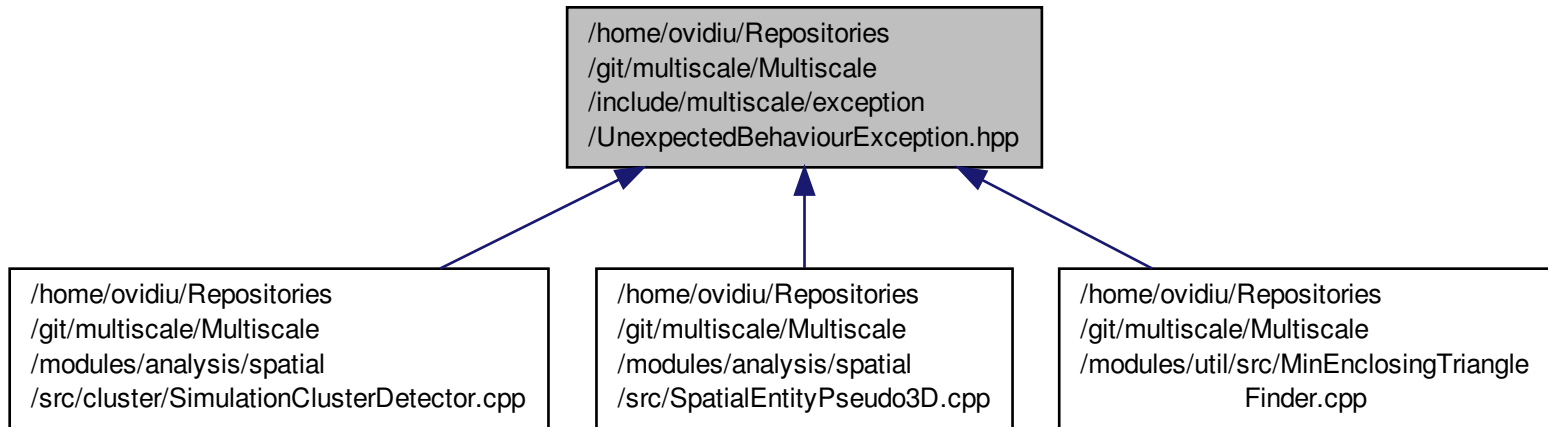 /home/ovidiu/Repositories
/git/multiscale/Multiscale
/include/multiscale/exception
/UnexpectedBehaviourException.hpp
/home/ovidiu/Repositories
/git/multiscale/Multiscale
/modules/analysis/spatial
/src/cluster/SimulationClusterDetector.cpp
/home/ovidiu/Repositories
/git/multiscale/Multiscale
/modules/analysis/spatial
/src/SpatialEntityPseudo3D.cpp
/home/ovidiu/Repositories
/git/multiscale/Multiscale
/modules/util/src/MinEnclosingTriangle
Finder.cpp